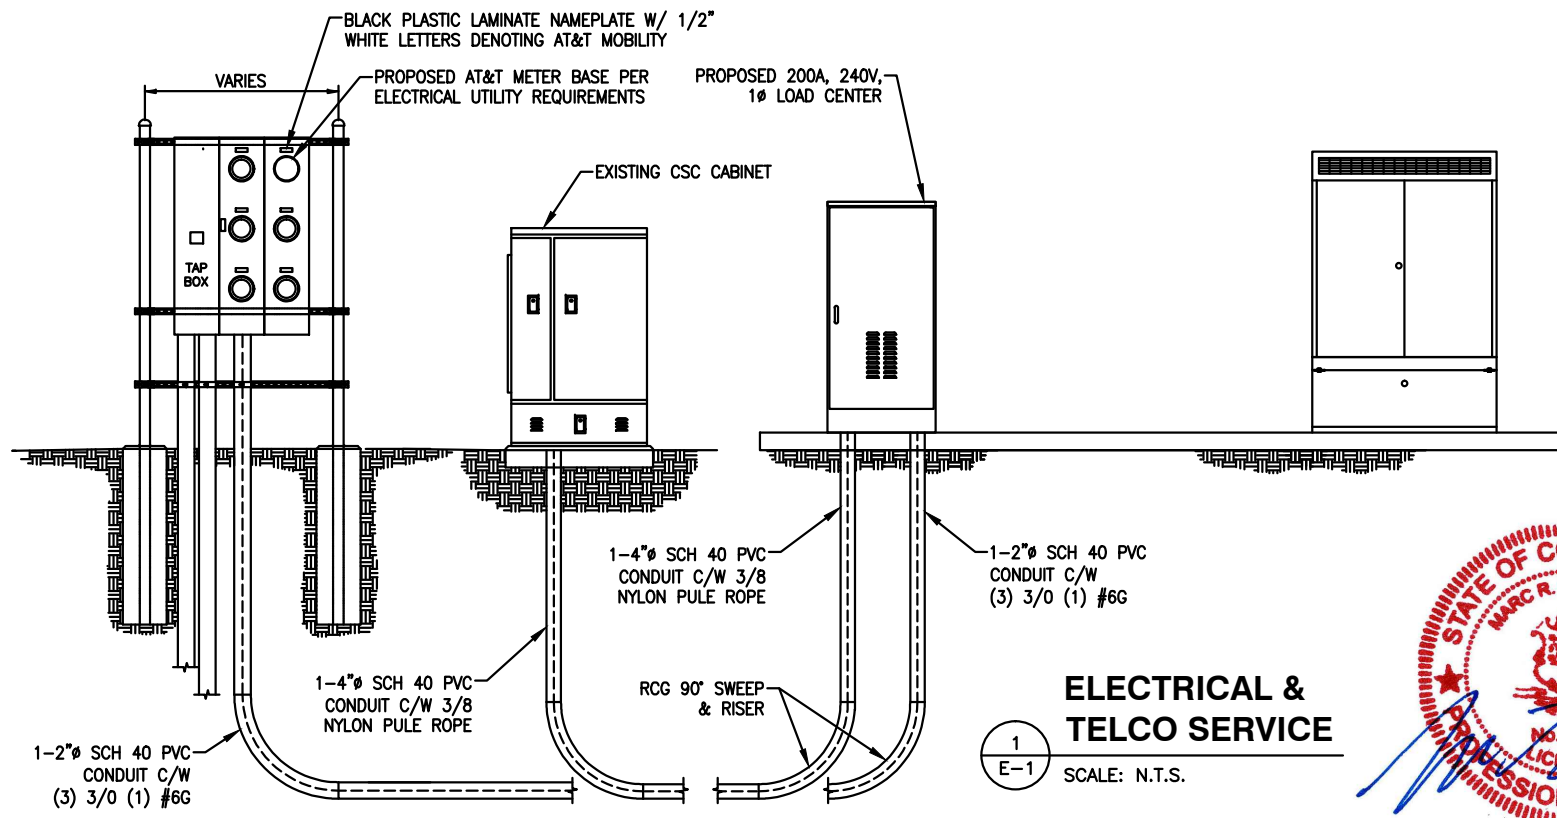 BLACK PLASTIC LAMINATE NAMEPLATE W/ 1/2"
WHITE LETTERS DENOTING AT&T MOBILITY
VARIES
PROPOSED AT&T METER BASE PER
ELECTRICAL UTILITY REQUIREMENTS
PROPOSED 200A, 240V,
1ø LOAD CENTER
EXISTING CSC CABINET
TAP
BOX
1-4"ø SCH 40 PVC
CONDUIT C/W 3/8
NYLON PULE ROPE
1-2"ø SCH 40 PVC
CONDUIT C/W
(3) 3/0 (1) #6G
1-4"ø SCH 40 PVC
CONDUIT C/W 3/8
NYLON PULE ROPE
RCG 90° SWEEP
& RISER
1-2"ø SCH 40 PVC
CONDUIT C/W
(3) 3/0 (1) #6G
1
E-1
ELECTRICAL &
TELCO SERVICE
SCALE: N.T.S.
STATE OF CO
MARC R.
No.
LICE
PROFESSION